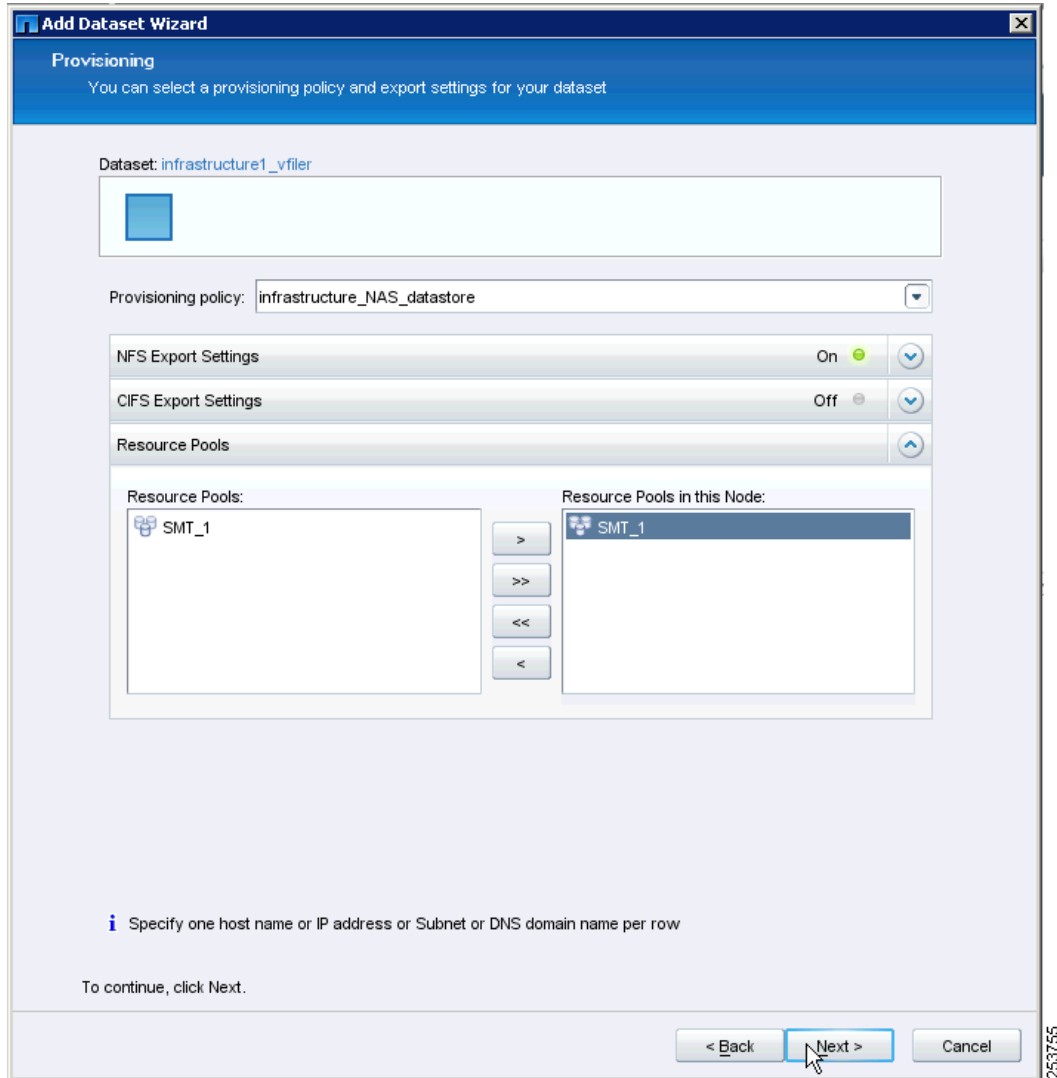 Add Dataset Wizard
Provisioning
You can select a provisioning policy and export settings for your dataset
Dataset: infrastructure1_vfiler
Provisioning policy: infrastructure_NAS_datastore
NFS Export Settings On
CIFS Export Settings Off
Resource Pools
Resource Pools: Resource Pools in this Node:
SMT_1 SMT_1
>
>>
<<
<
i Specify one host name or IP address or Subnet or DNS domain name per row
To continue, click Next.
< Back Next > Cancel
253755